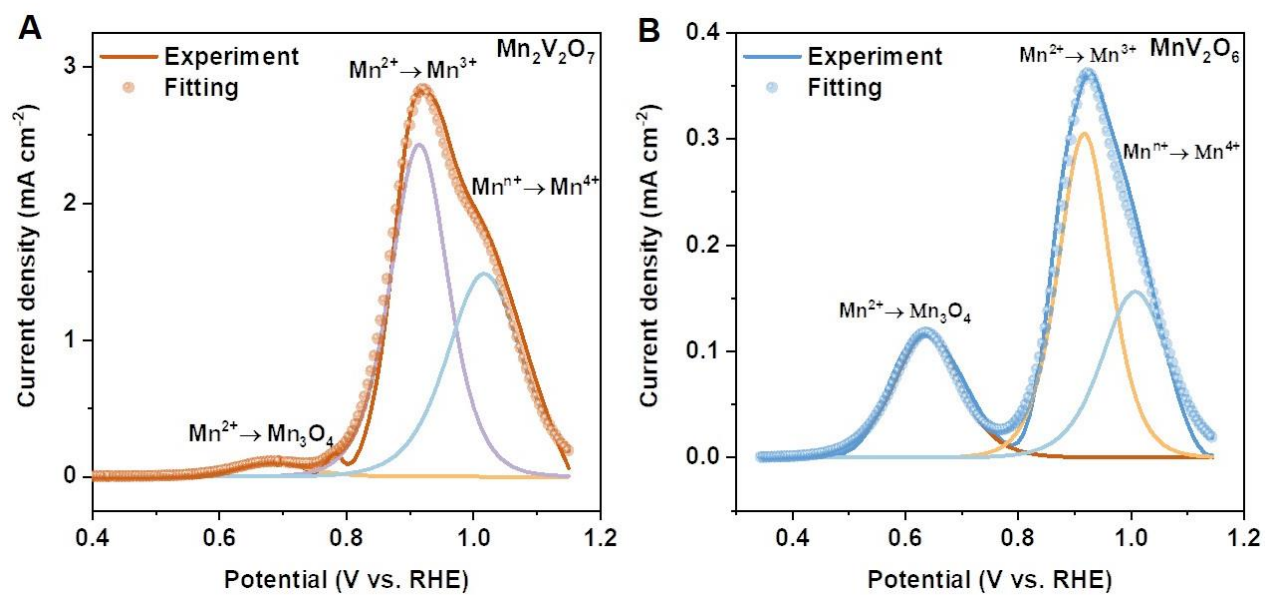 A
Experiment
Fitting
Mn₂V₂O₇
Mn²⁺→Mn³⁺
Mnⁿ⁺→Mn⁴⁺
Mn²⁺→Mn₃O₄
3
2
1
0
Current density (mA cm⁻²)
0.4 0.6 0.8 1.0 1.2
Potential (V vs. RHE)
B
Experiment
Fitting
MnV₂O₆
Mn²⁺→Mn³⁺
Mnⁿ⁺→Mn⁴⁺
Mn²⁺→Mn₃O₄
0.4
0.3
0.2
0.1
0.0
Current density (mA cm⁻²)
0.4 0.6 0.8 1.0 1.2
Potential (V vs. RHE)